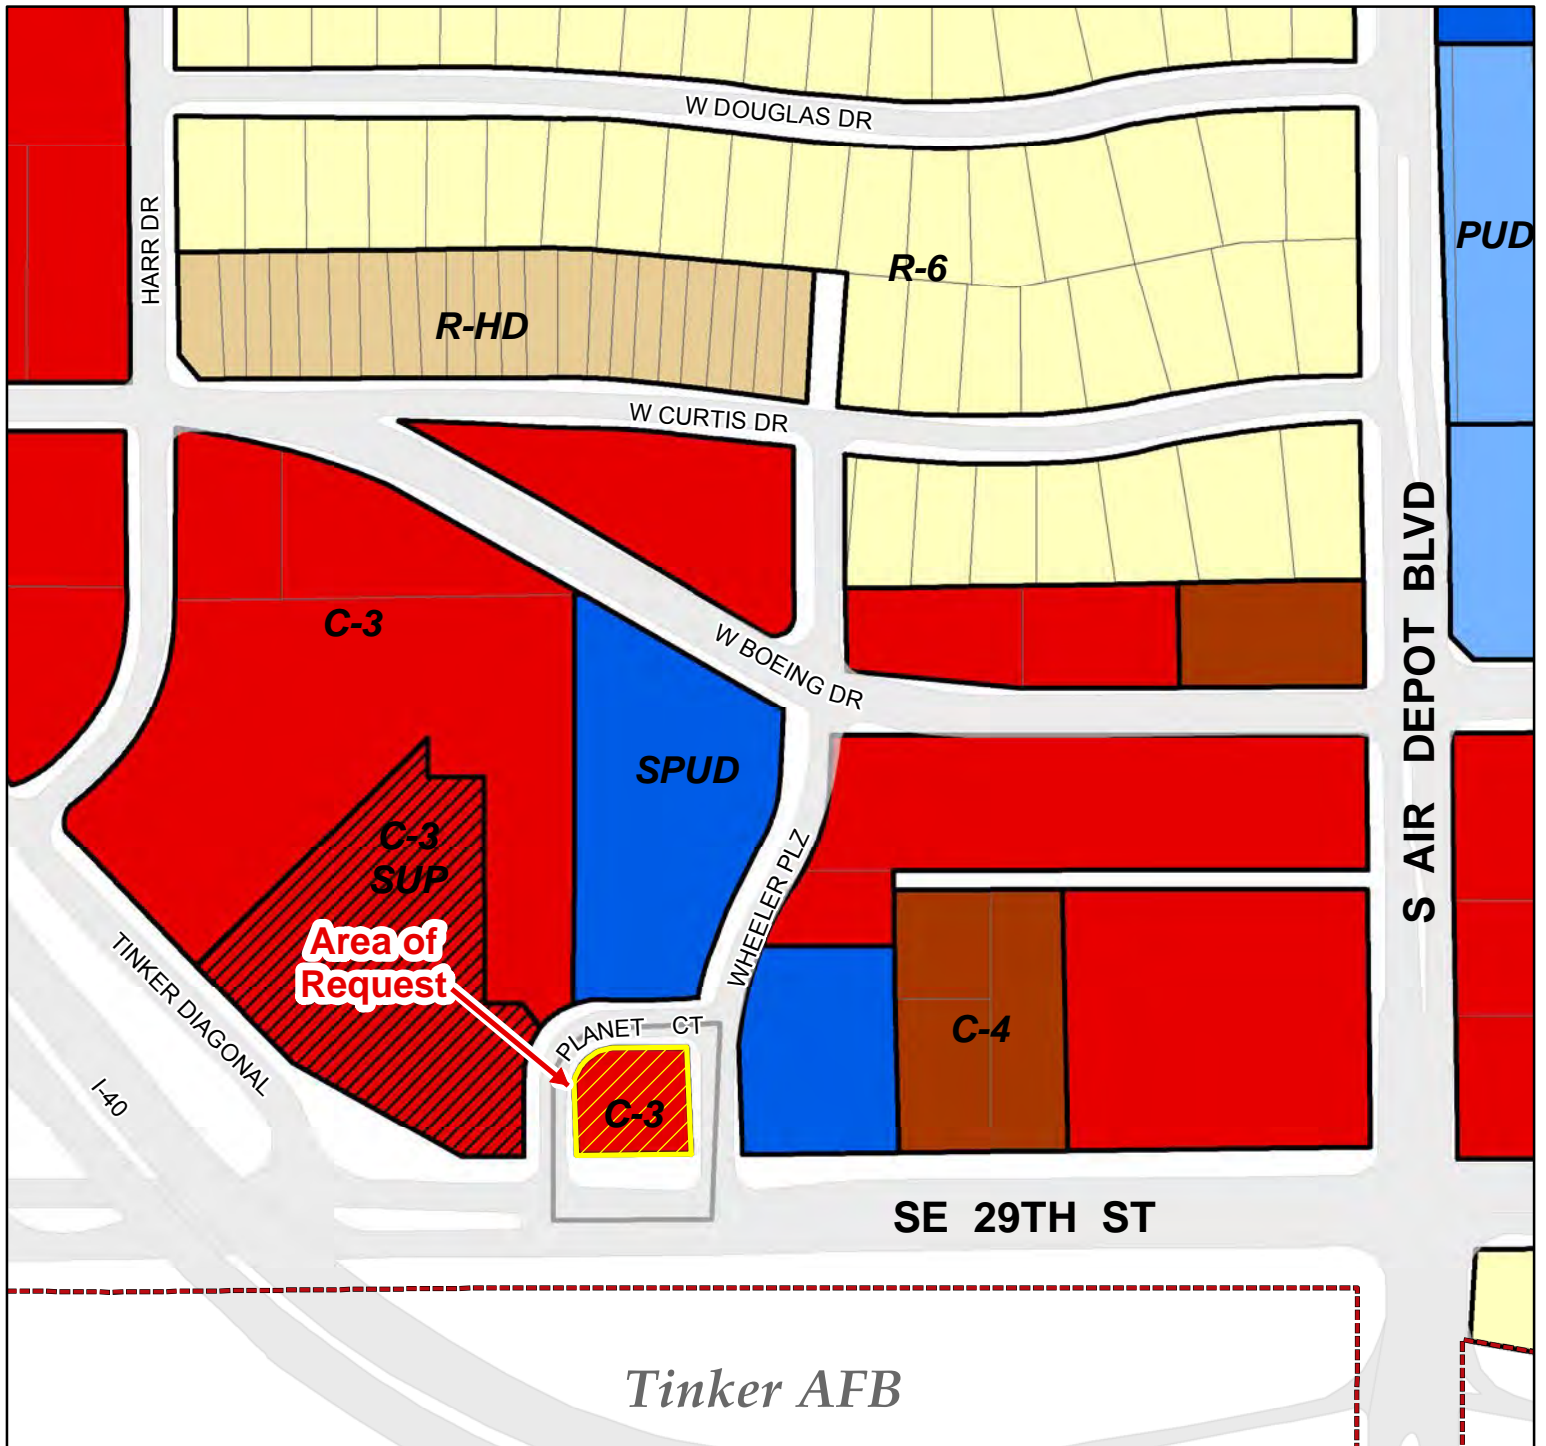 W DOUGLAS DR
HARR DR
PUD
R-6
R-HD
W CURTIS DR
S AIR DEPOT BLVD
C-3
W BOEING DR
SPUD
C-3
SUP
WHEELER PLZ
Area of
Request
TINKER DIAGONAL
PLANET CT
C-4
I-40
C-3
SE 29TH ST
Tinker AFB